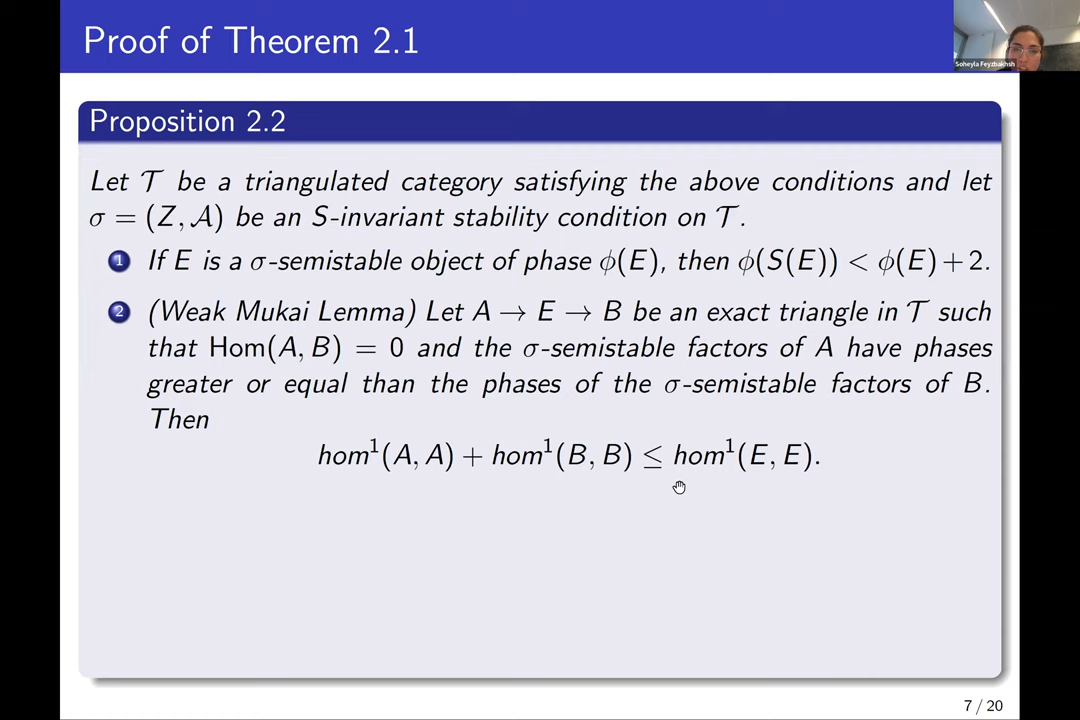 Proof of Theorem 2.1
Soheyla Feyzbakhsh
Proposition 2.2
Let 𝒯 be a triangulated category satisfying the above conditions and let
σ = (Z, 𝒜) be an S-invariant stability condition on 𝒯.
1 If E is a σ-semistable object of phase ϕ(E), then ϕ(S(E)) < ϕ(E) + 2.
2 (Weak Mukai Lemma) Let A → E → B be an exact triangle in 𝒯 such
that Hom(A, B) = 0 and the σ-semistable factors of A have phases
greater or equal than the phases of the σ-semistable factors of B.
Then
hom¹(A, A) + hom¹(B, B) ≤ hom¹(E, E).
7 / 20